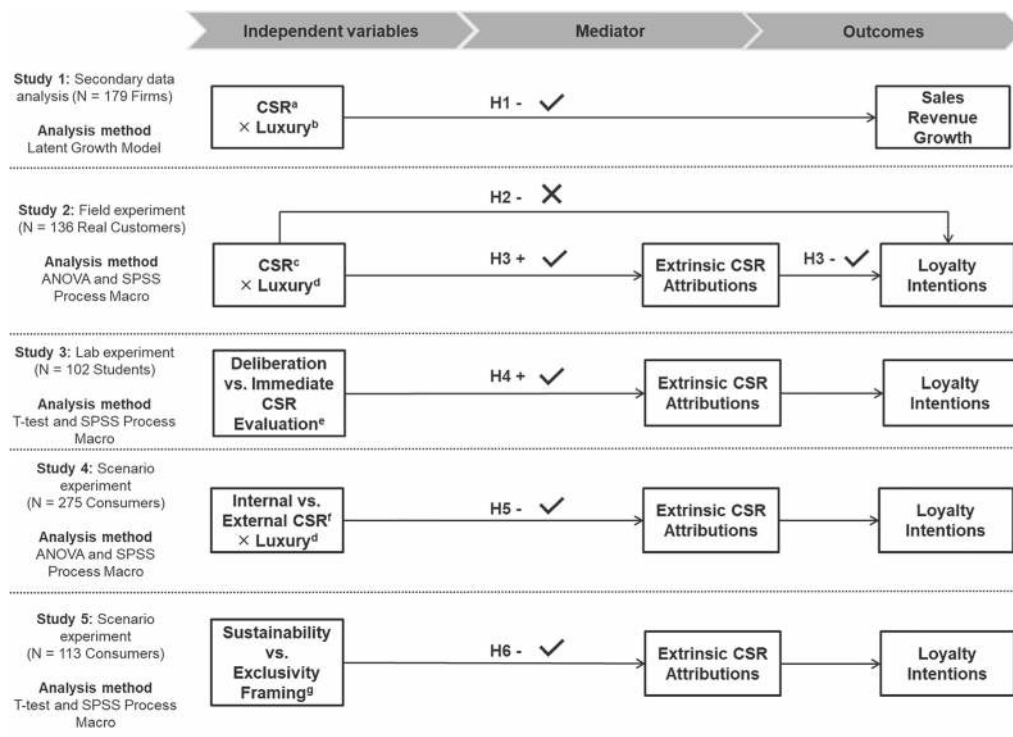 Independent variables
Mediator
Outcomes
Study 1: Secondary data
analysis (N = 179 Firms)
Analysis method
Latent Growth Model
CSRᵃ
× Luxuryᵇ
H1 -
Sales
Revenue
Growth
Study 2: Field experiment
(N = 136 Real Customers)
Analysis method
ANOVA and SPSS
Process Macro
H2 -
CSRᶜ
× Luxuryᵈ
H3 +
Extrinsic CSR
Attributions
H3 -
Loyalty
Intentions
Study 3: Lab experiment
(N = 102 Students)
Analysis method
T-test and SPSS Process
Macro
Deliberation
vs. Immediate
CSR
Evaluationᵉ
H4 +
Extrinsic CSR
Attributions
Loyalty
Intentions
Study 4: Scenario
experiment
(N = 275 Consumers)
Analysis method
ANOVA and SPSS
Process Macro
Internal vs.
External CSRᶠ
× Luxuryᵈ
H5 -
Extrinsic CSR
Attributions
Loyalty
Intentions
Study 5: Scenario
experiment
(N = 113 Consumers)
Analysis method
T-test and SPSS Process
Macro
Sustainability
vs.
Exclusivity
Framingᵍ
H6 -
Extrinsic CSR
Attributions
Loyalty
Intentions